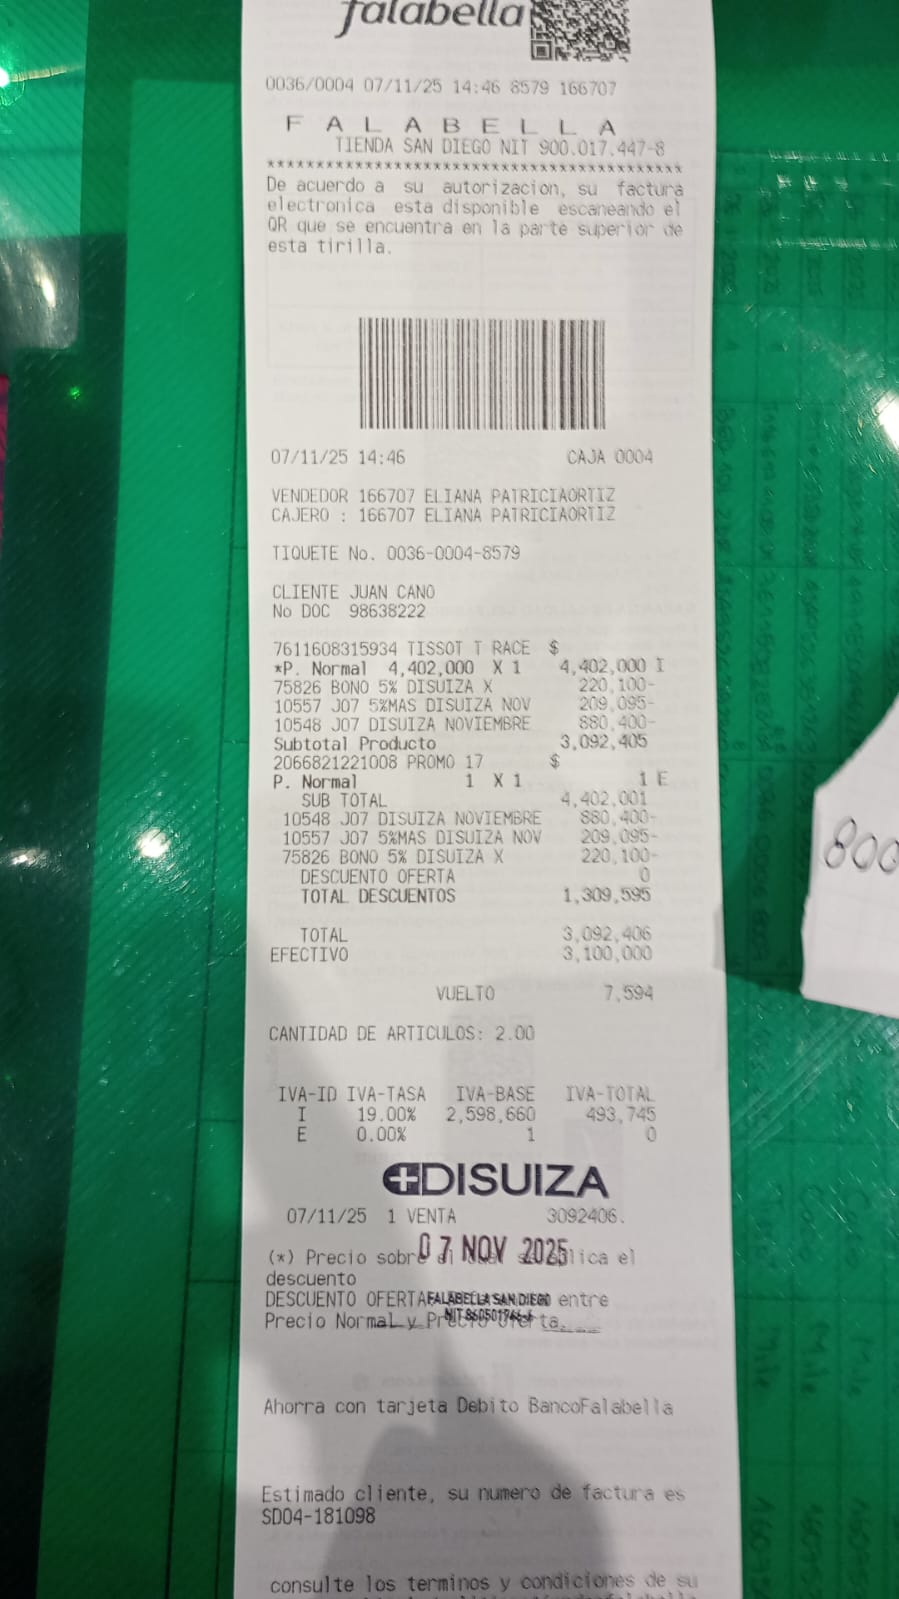 falabella
0036/0004 07/11/25 14:46 8579 166707
F A L A B E L L A
TIENDA SAN DIEGO NIT 900.017.447-8
******************************************
De acuerdo a su autorizacion, su factura
electronica esta disponible escaneando el
QR que se encuentra en la parte superior de
esta tirilla.
07/11/25 14:46 CAJA 0004
VENDEDOR 166707 ELIANA PATRICIAORTIZ
CAJERO : 166707 ELIANA PATRICIAORTIZ
TIQUETE No. 0036-0004-8579
CLIENTE JUAN CANO
No DOC 98638222
7611608315934 TISSOT T RACE $
*P. Normal 4,402,000 X 1 4,402,000 I
75826 BONO 5% DISUIZA X 220,100-
10557 J07 5%MAS DISUIZA NOV 209,095-
10548 J07 DISUIZA NOVIEMBRE 880,400-
Subtotal Producto 3,092,405
2066821221008 PROMO 17 $
P. Normal 1 X 1 1 E
SUB TOTAL 4,402,001
10548 J07 DISUIZA NOVIEMBRE 880,400-
10557 J07 5%MAS DISUIZA NOV 209,095-
75826 BONO 5% DISUIZA X 220,100-
DESCUENTO OFERTA 0
TOTAL DESCUENTOS 1,309,595
TOTAL 3,092,406
EFECTIVO 3,100,000
VUELTO 7,594
CANTIDAD DE ARTICULOS: 2.00
IVA-ID IVA-TASA IVA-BASE IVA-TOTAL
I 19.00% 2,598,660 493,745
E 0.00% 1 0
DISUIZA
07/11/25 1 VENTA 3092406.
07 NOV 2025
(*) Precio sobre el
descuento
DESCUENTO OFERTA entre
FALABELLA SAN DIEGO
Precio Normal y Precio Oferta.
Ahorra con tarjeta Debito BancoFalabella
Estimado cliente, su numero de factura es
SD04-181098
consulte los terminos y condiciones de su
800